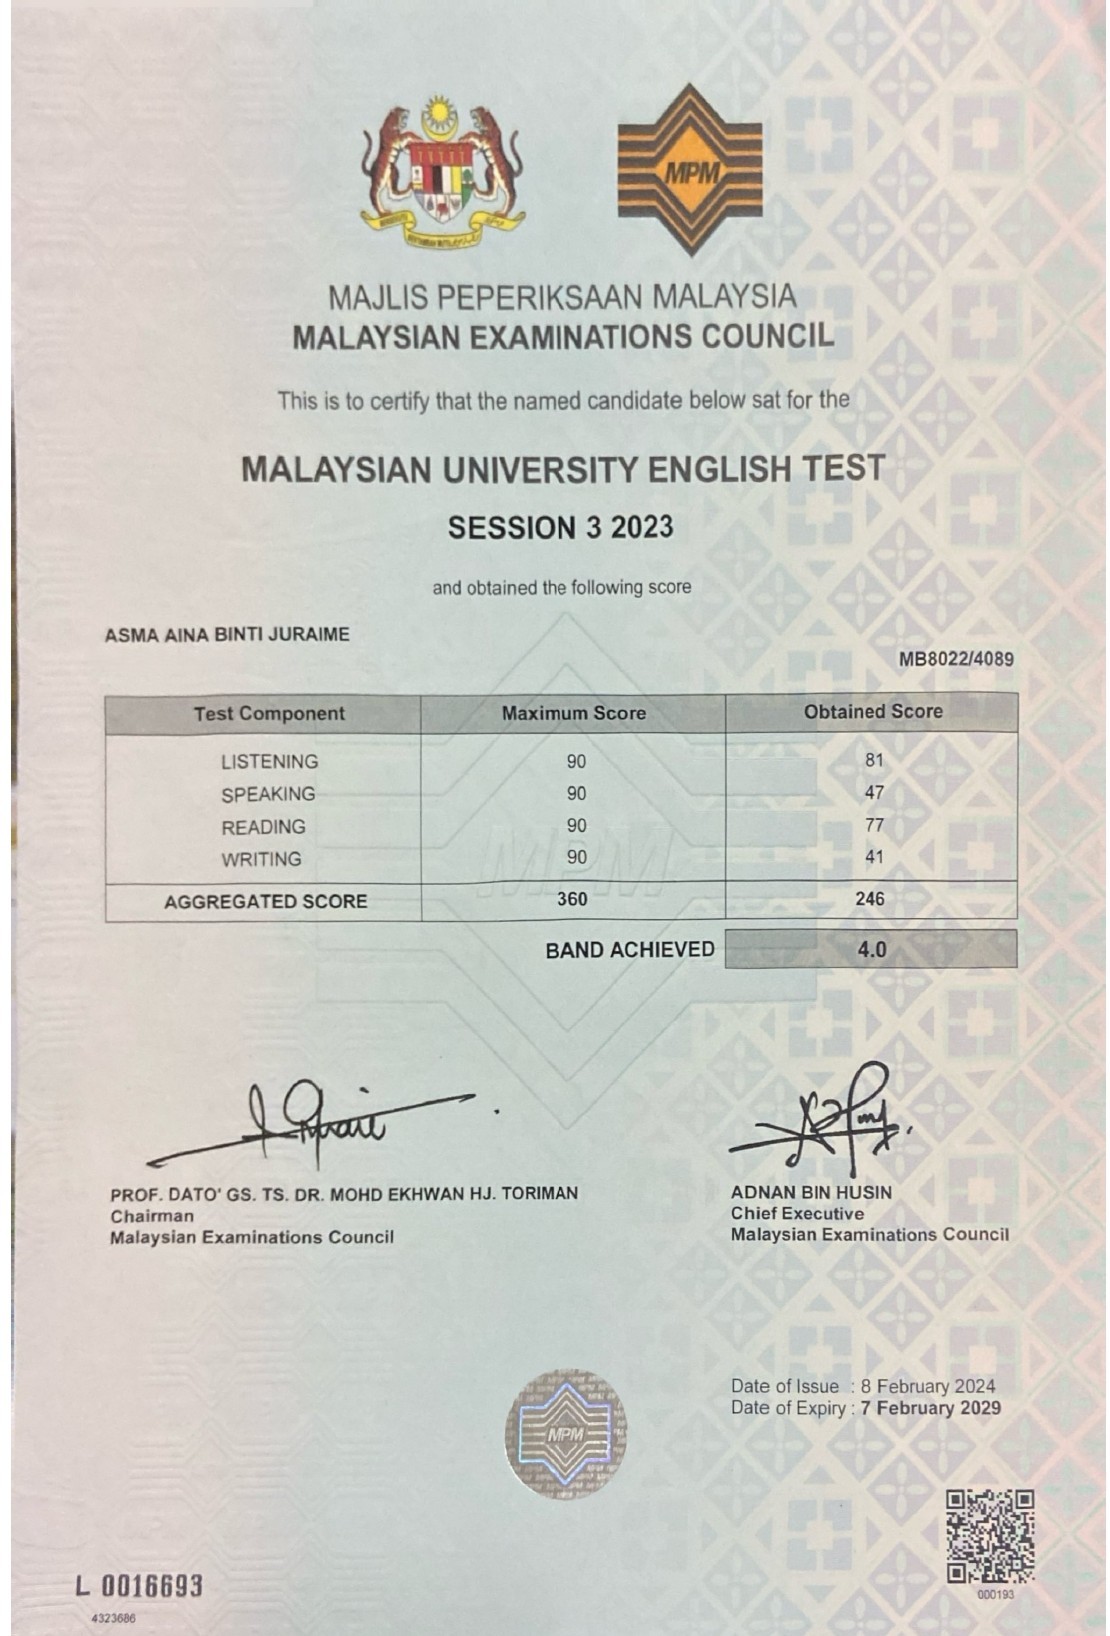 MPM
MAJLIS PEPERIKSAAN MALAYSIA
MALAYSIAN EXAMINATIONS COUNCIL
This is to certify that the named candidate below sat for the
MALAYSIAN UNIVERSITY ENGLISH TEST
SESSION 3 2023
and obtained the following score
ASMA AINA BINTI JURAIME
MB8022/4089
Test Component Maximum Score Obtained Score
LISTENING 90 81
SPEAKING 90 47
READING 90 77
WRITING 90 41
AGGREGATED SCORE 360 246
BAND ACHIEVED 4.0
MPM
PROF. DATO' GS. TS. DR. MOHD EKHWAN HJ. TORIMAN
Chairman
Malaysian Examinations Council
ADNAN BIN HUSIN
Chief Executive
Malaysian Examinations Council
Date of Issue : 8 February 2024
Date of Expiry : 7 February 2029
MPM
L 0016693
4323686
000193